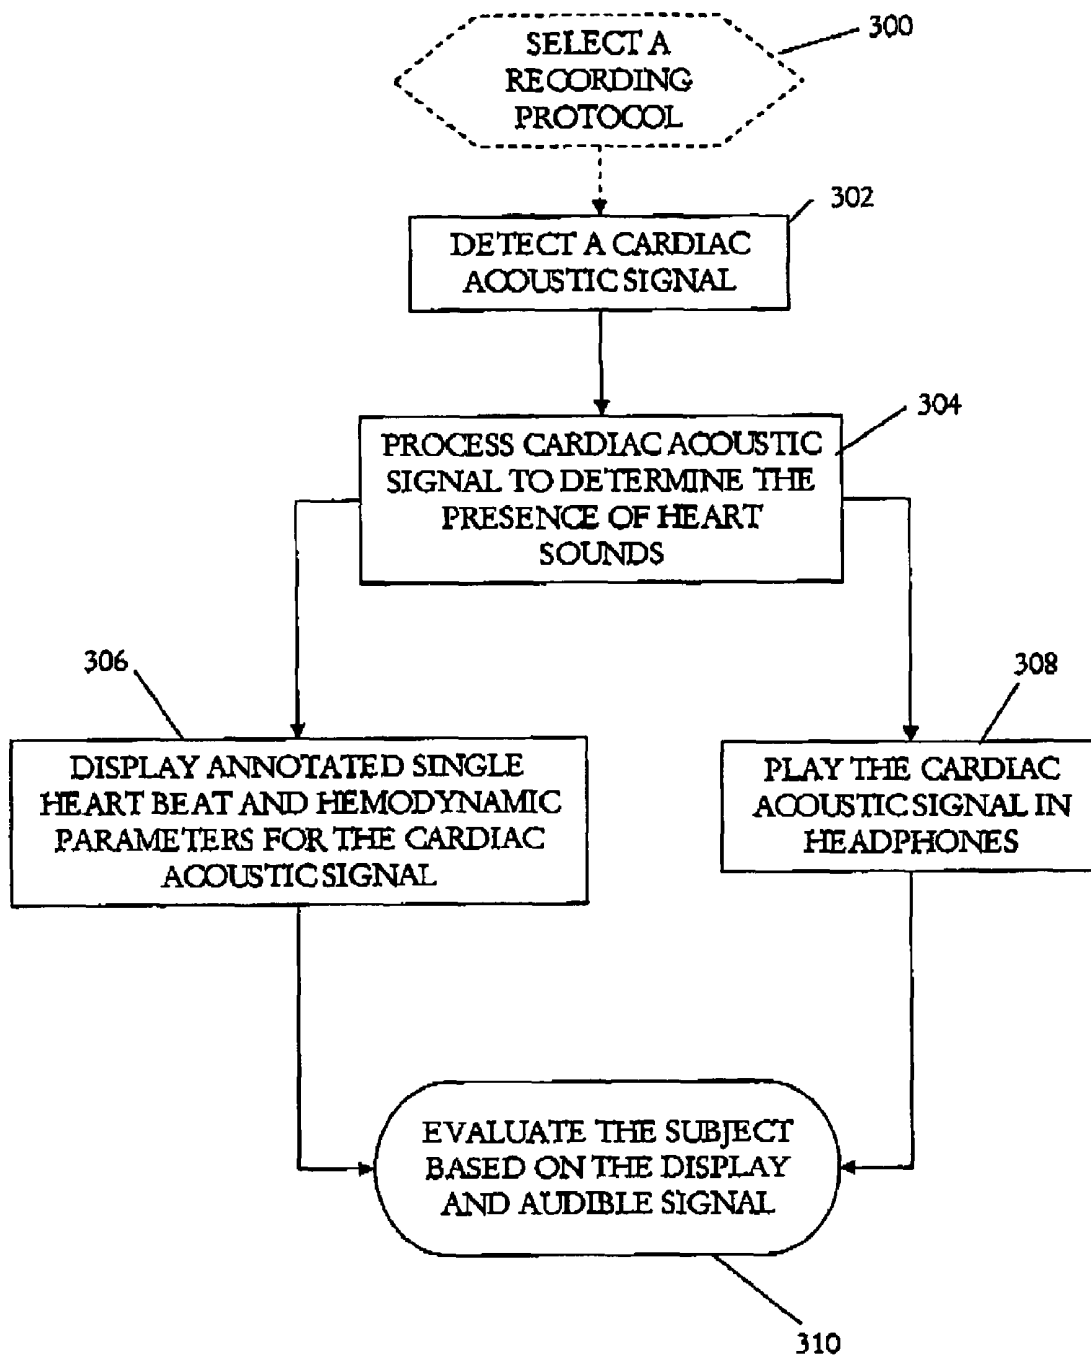 300
SELECT A
RECORDING
PROTOCOL
302
DETECT A CARDIAC
ACOUSTIC SIGNAL
304
PROCESS CARDIAC ACOUSTIC
SIGNAL TO DETERMINE THE
PRESENCE OF HEART
SOUNDS
306
DISPLAY ANNOTATED SINGLE
HEART BEAT AND HEMODYNAMIC
PARAMETERS FOR THE CARDIAC
ACOUSTIC SIGNAL
308
PLAY THE CARDIAC
ACOUSTIC SIGNAL IN
HEADPHONES
EVALUATE THE SUBJECT
BASED ON THE DISPLAY
AND AUDIBLE SIGNAL
310